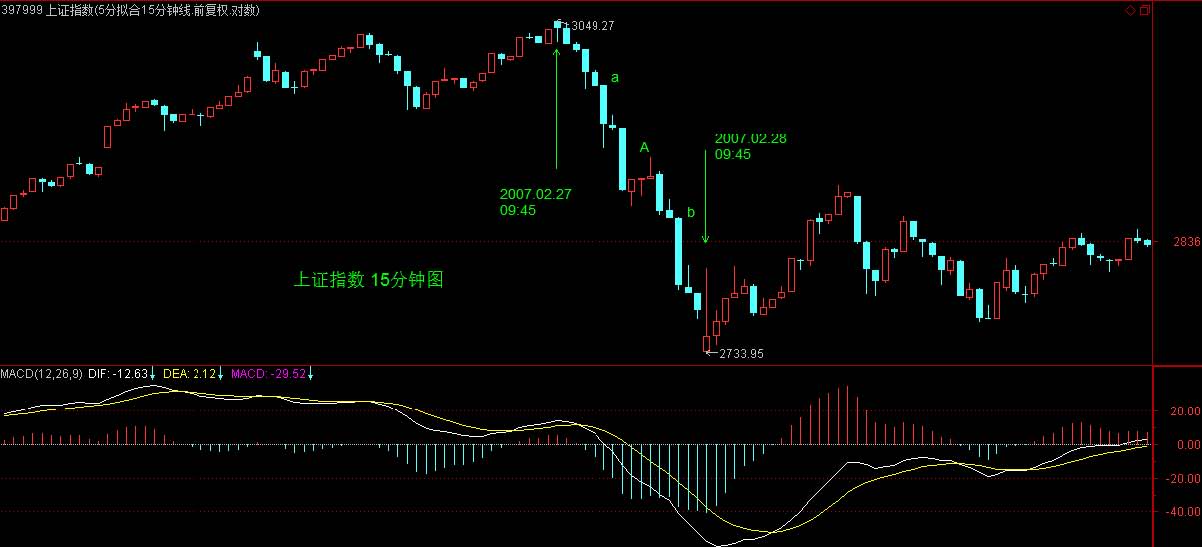 397999 上证指数(5分拟合15分钟线.前复权.对数)
3049.27
a
A
2007.02.28
09:45
2007.02.27
09:45
b
2836
上证指数 15分钟图
2733.95
MACD(12,26,9) DIF: -12.63↓ DEA: 2.12↓ MACD: -29.52↓
20.00
0.00
-20.00
-40.00